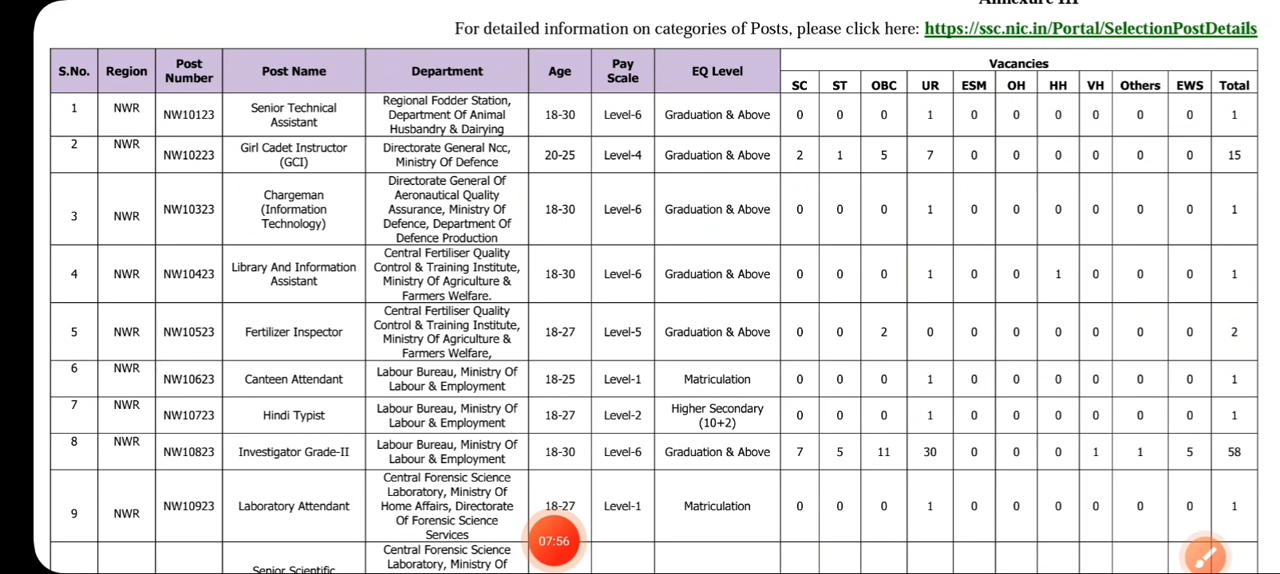 Annexure III
For detailed information on categories of Posts, please click here: https://ssc.nic.in/Portal/SelectionPostDetails
S.No. Region Post Number Post Name Department Age Pay Scale EQ Level Vacancies
SC ST OBC UR ESM OH HH VH Others EWS Total
1 NWR NW10123 Senior Technical Assistant Regional Fodder Station, Department Of Animal Husbandry & Dairying 18-30 Level-6 Graduation & Above 0 0 0 1 0 0 0 0 0 0 1
2 NWR NW10223 Girl Cadet Instructor (GCI) Directorate General Ncc, Ministry Of Defence 20-25 Level-4 Graduation & Above 2 1 5 7 0 0 0 0 0 0 15
3 NWR NW10323 Chargeman (Information Technology) Directorate General Of Aeronautical Quality Assurance, Ministry Of Defence, Department Of Defence Production 18-30 Level-6 Graduation & Above 0 0 0 1 0 0 0 0 0 0 1
4 NWR NW10423 Library And Information Assistant Central Fertiliser Quality Control & Training Institute, Ministry Of Agriculture & Farmers Welfare. 18-30 Level-6 Graduation & Above 0 0 0 1 0 0 1 0 0 0 1
5 NWR NW10523 Fertilizer Inspector Central Fertiliser Quality Control & Training Institute, Ministry Of Agriculture & Farmers Welfare, 18-27 Level-5 Graduation & Above 0 0 2 0 0 0 0 0 0 0 2
6 NWR NW10623 Canteen Attendant Labour Bureau, Ministry Of Labour & Employment 18-25 Level-1 Matriculation 0 0 0 1 0 0 0 0 0 0 1
7 NWR NW10723 Hindi Typist Labour Bureau, Ministry Of Labour & Employment 18-27 Level-2 Higher Secondary (10+2) 0 0 0 1 0 0 0 0 0 0 1
8 NWR NW10823 Investigator Grade-II Labour Bureau, Ministry Of Labour & Employment 18-30 Level-6 Graduation & Above 7 5 11 30 0 0 0 1 1 5 58
9 NWR NW10923 Laboratory Attendant Central Forensic Science Laboratory, Ministry Of Home Affairs, Directorate Of Forensic Science Services 18-27 Level-1 Matriculation 0 0 0 1 0 0 0 0 0 0 1
Senior Scientific Central Forensic Science Laboratory, Ministry Of
07:56